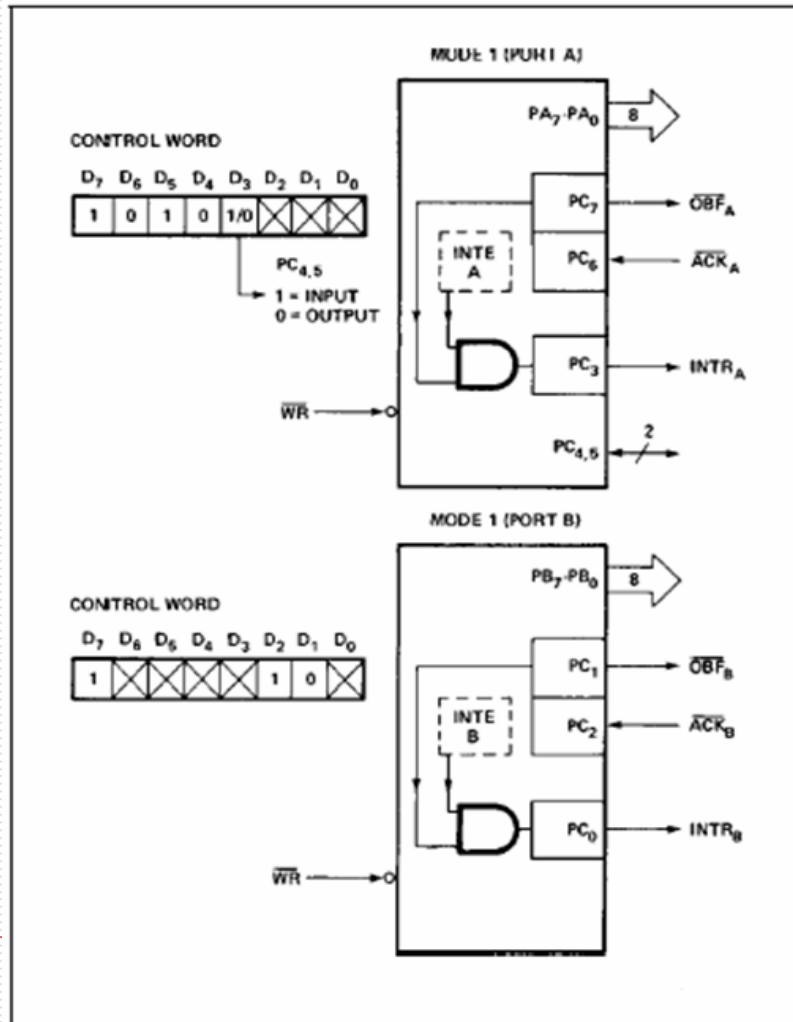 MODE 1 (PORT A)
PA7-PA0
8
CONTROL WORD
D7 D6 D5 D4 D3 D2 D1 D0
1 0 1 0 1/0
PC4,5
1 = INPUT
0 = OUTPUT
PC7
OBFA
INTE
A
PC6
ACKA
PC3
INTRA
WR
PC4,5
2
MODE 1 (PORT B)
PB7-PB0
8
CONTROL WORD
D7 D6 D5 D4 D3 D2 D1 D0
1 1 0
PC1
OBFB
INTE
B
PC2
ACKB
PC0
INTRB
WR